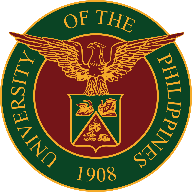 UNIVERSITY OF THE PHILIPPINES
1908